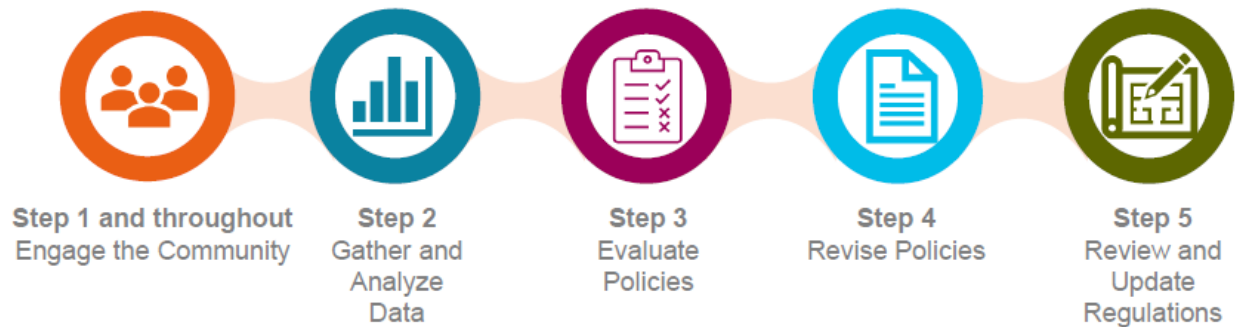 Step 1 and throughout
Engage the Community
Step 2
Gather and
Analyze
Data
Step 3
Evaluate
Policies
Step 4
Revise Policies
Step 5
Review and
Update
Regulations